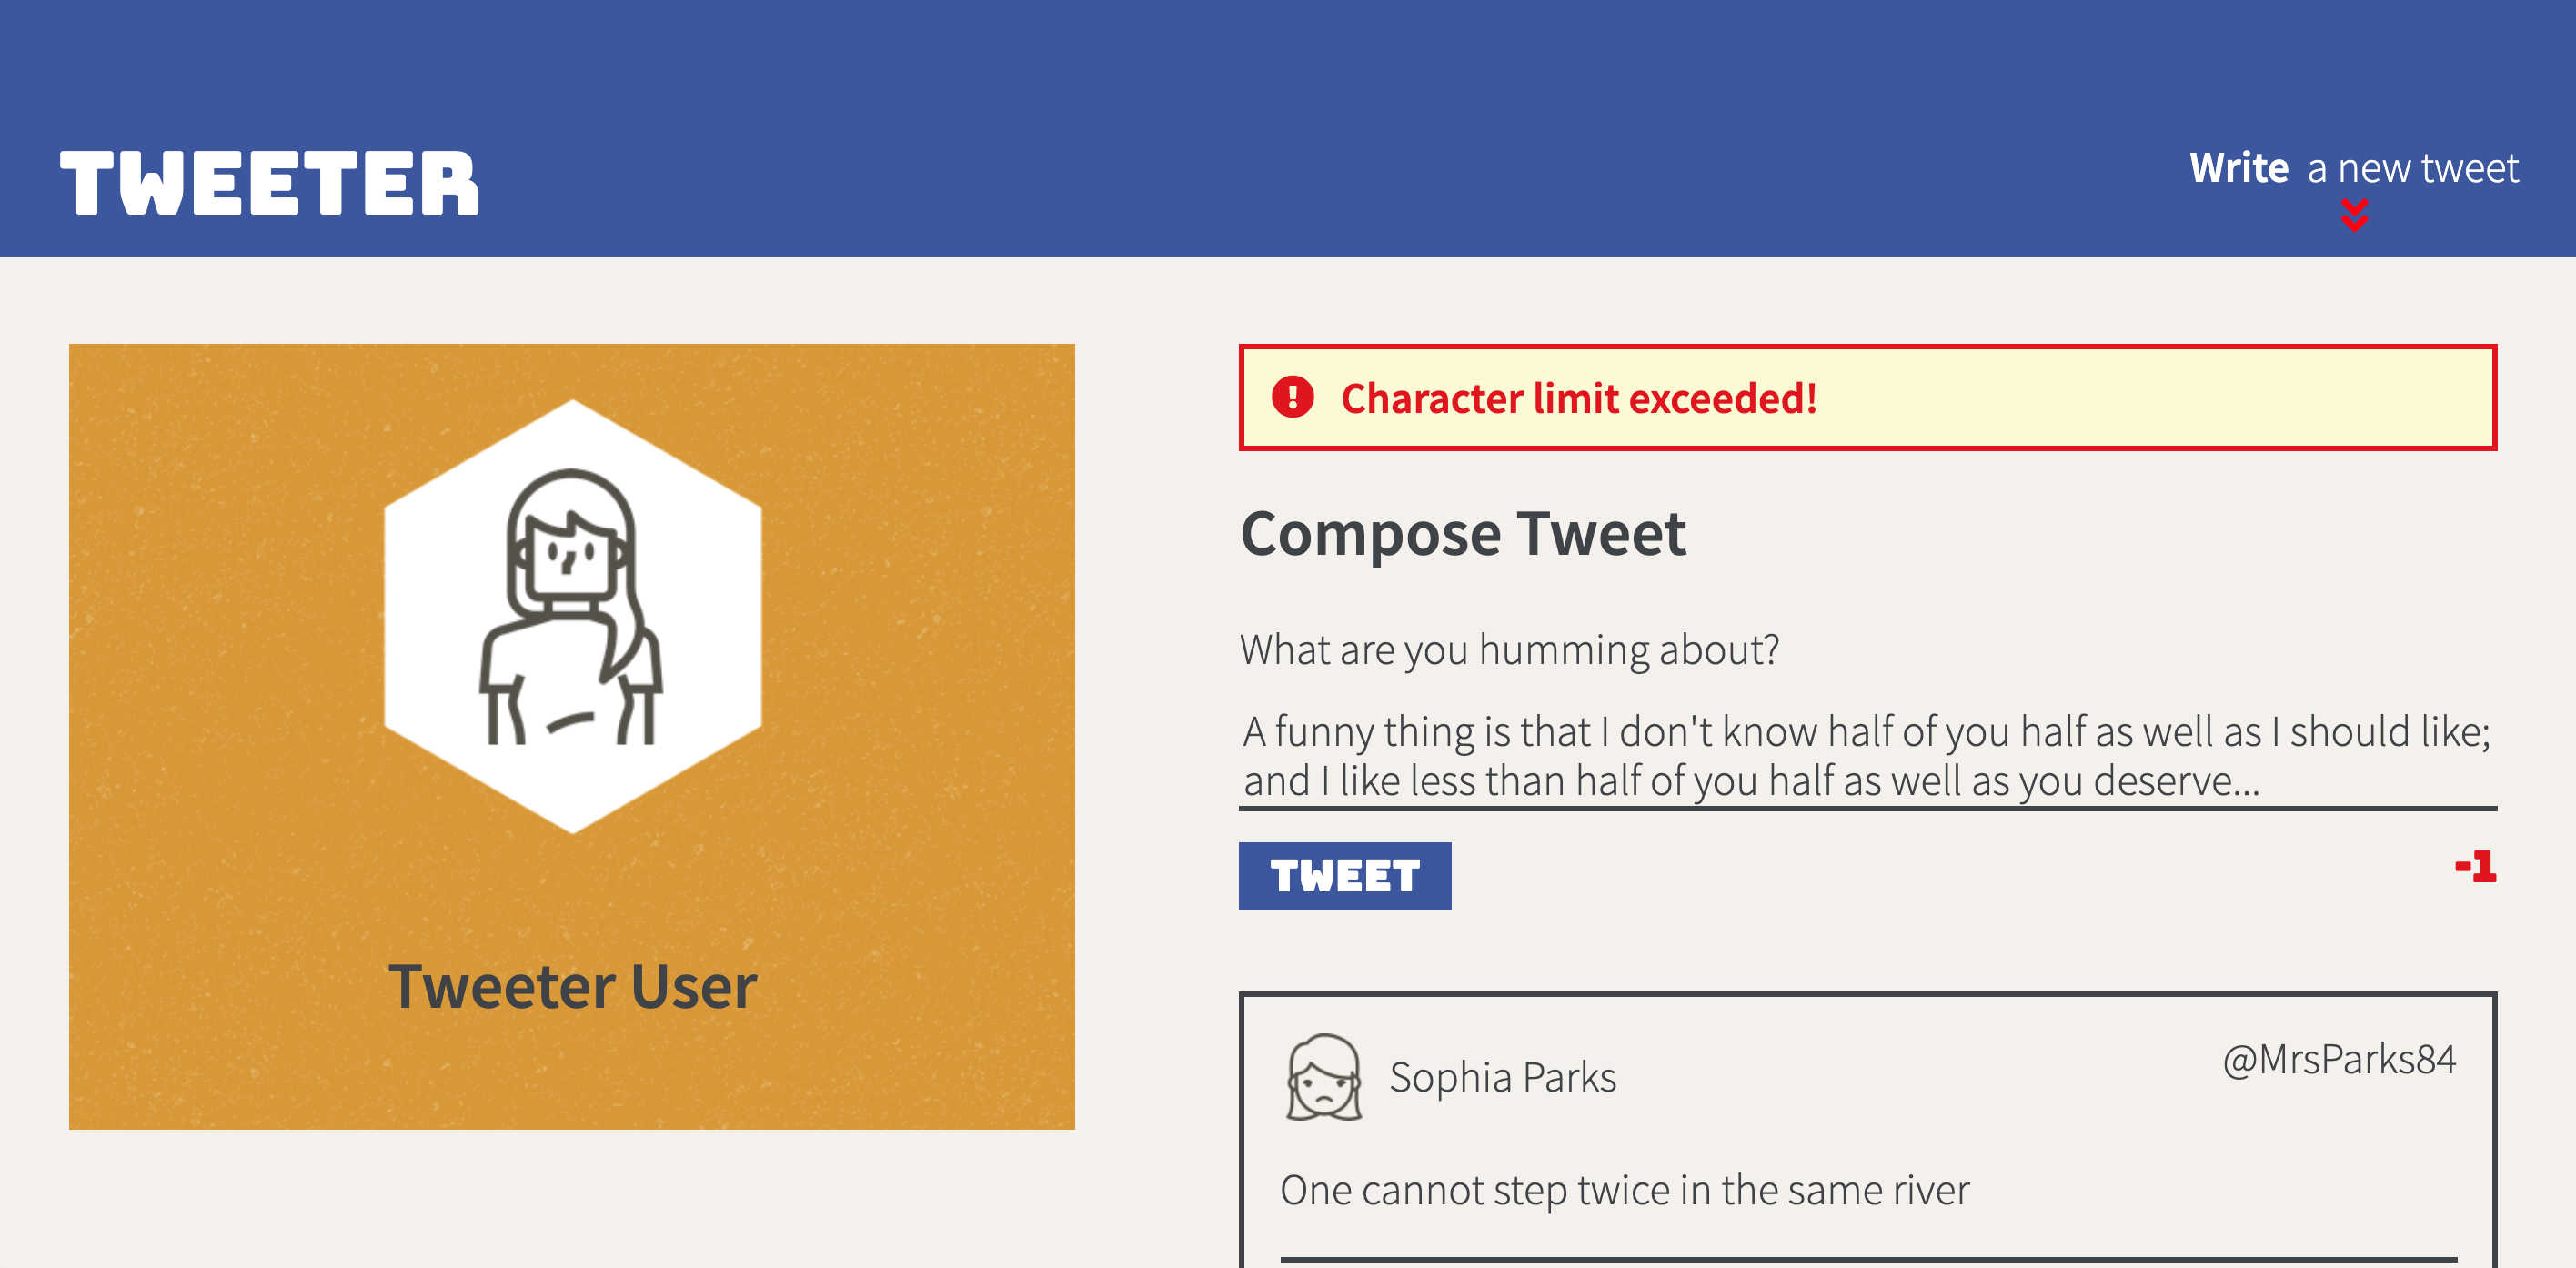 TWEETER
Write a new tweet
Character limit exceeded!
Compose Tweet
What are you humming about?
A funny thing is that I don't know half of you half as well as I should like;
and I like less than half of you half as well as you deserve...
TWEET
-1
Tweeter User
Sophia Parks
@MrsParks84
One cannot step twice in the same river